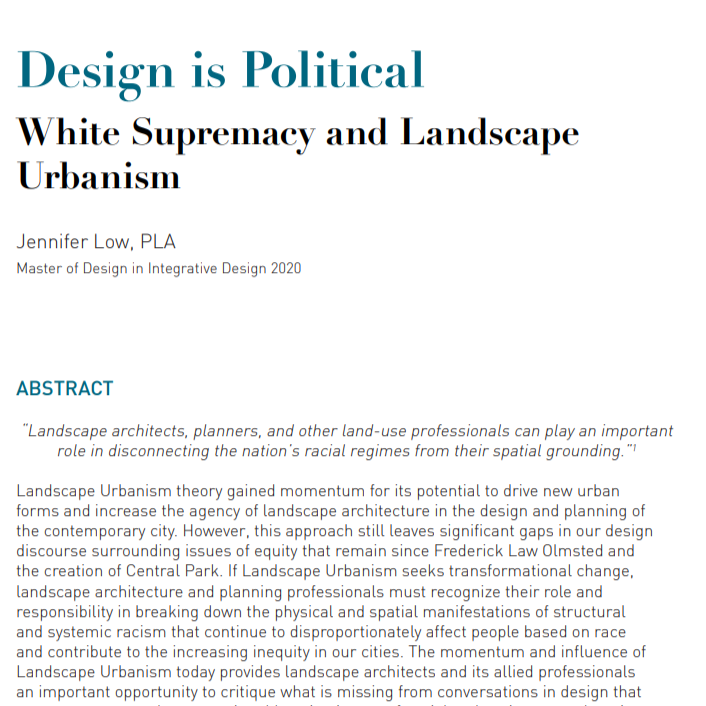 Design is Political
White Supremacy and Landscape
Urbanism
Jennifer Low, PLA
Master of Design in Integrative Design 2020
ABSTRACT
“Landscape architects, planners, and other land-use professionals can play an important
role in disconnecting the nation’s racial regimes from their spatial grounding.”1
Landscape Urbanism theory gained momentum for its potential to drive new urban
forms and increase the agency of landscape architecture in the design and planning of
the contemporary city. However, this approach still leaves significant gaps in our design
discourse surrounding issues of equity that remain since Frederick Law Olmsted and
the creation of Central Park. If Landscape Urbanism seeks transformational change,
landscape architecture and planning professionals must recognize their role and
responsibility in breaking down the physical and spatial manifestations of structural
and systemic racism that continue to disproportionately affect people based on race
and contribute to the increasing inequity in our cities. The momentum and influence of
Landscape Urbanism today provides landscape architects and its allied professionals
an important opportunity to critique what is missing from conversations in design that